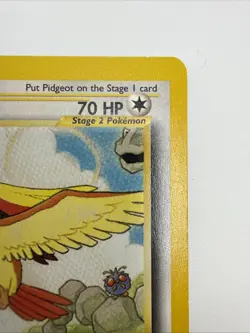 Put Pidgeot on the Stage 1 card
70 HP
Stage 2 Pokémon